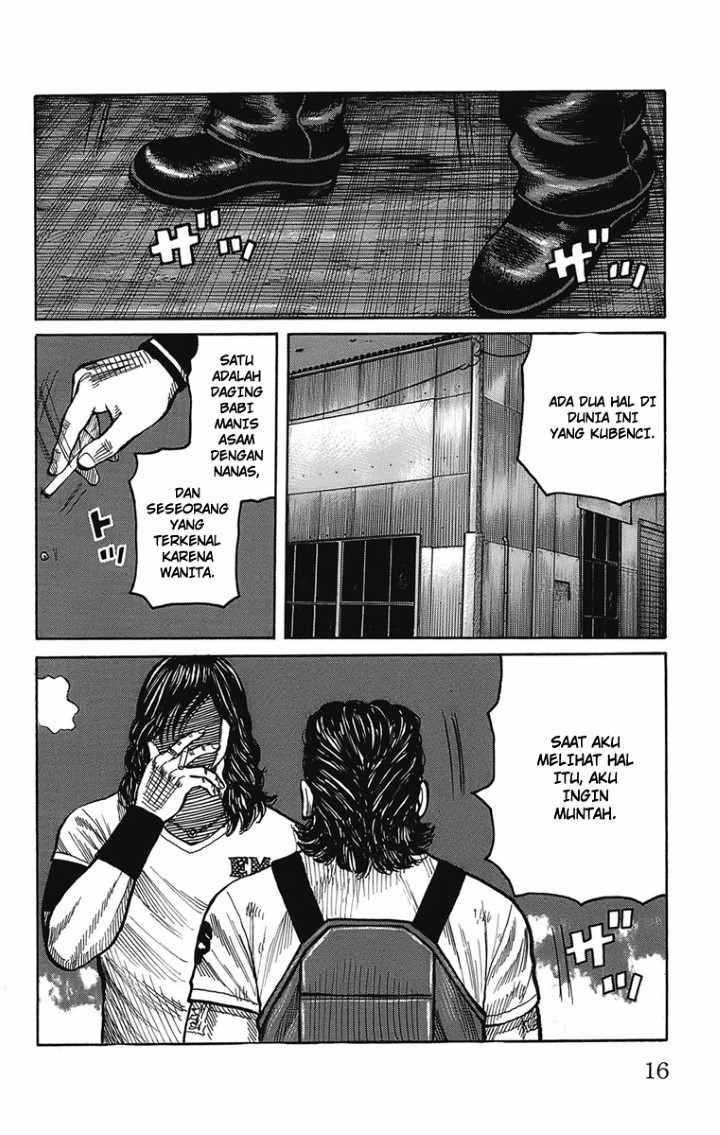 ザッ
ザッ
ADA DUA HAL DI
DUNIA INI
YANG KUBENCI.
SATU
ADALAH
DAGING
BABI
MANIS
ASAM
DENGAN
NANAS,
DAN
SESEORANG
YANG
TERKENAL
KARENA
WANITA.
トッ
SAAT AKU
MELIHAT HAL
ITU, AKU
INGIN
MUNTAH.
EM
ザッ
16